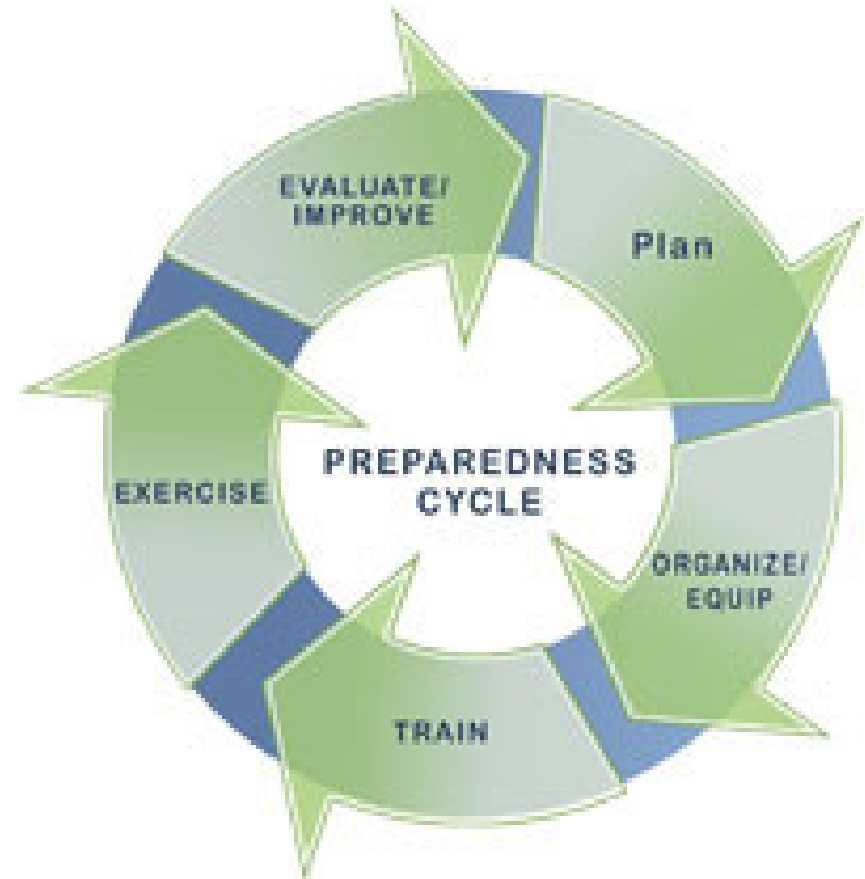 EVALUATE/
IMPROVE
Plan
PREPAREDNESS
CYCLE
EXERCISE
ORGANIZE/
EQUIP
TRAIN